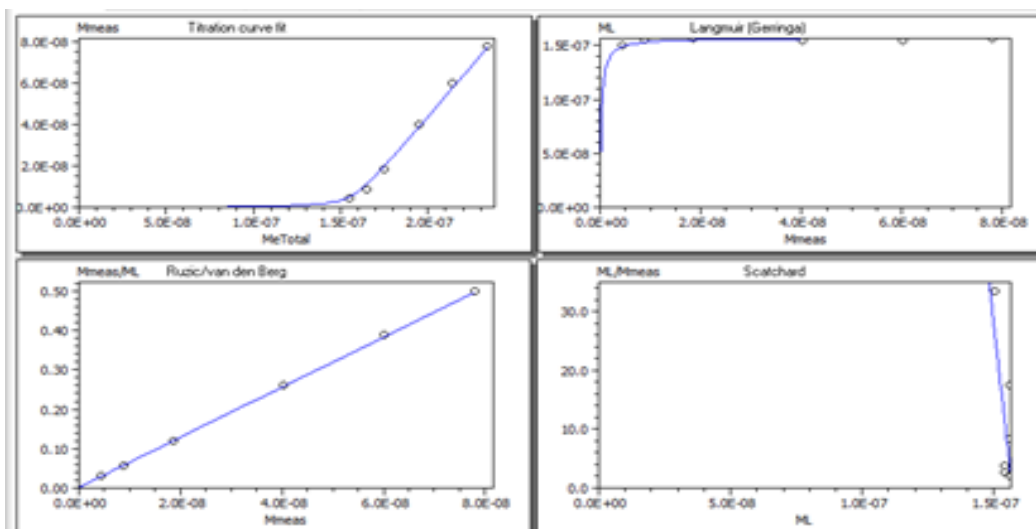 Mmeas Titration curve fit
8.0E-08
6.0E-08
4.0E-08
2.0E-08
0.0E+00
0.0E+00 5.0E-08 1.0E-07 1.5E-07 2.0E-07
MeTotal
ML Langmuir (Gerringa)
1.5E-07
1.0E-07
5.0E-08
0.0E+00
0.0E+00 2.0E-08 4.0E-08 6.0E-08 8.0E-08
Mmeas
Mmeas/ML Ruzic/van den Berg
0.50
0.40
0.30
0.20
0.10
0.00
0.0E+00 2.0E-08 4.0E-08 6.0E-08 8.0E-08
Mmeas
ML/Mmeas Scatchard
30.0
20.0
10.0
0.0
0.0E+00 5.0E-08 1.0E-07 1.5E-07
ML